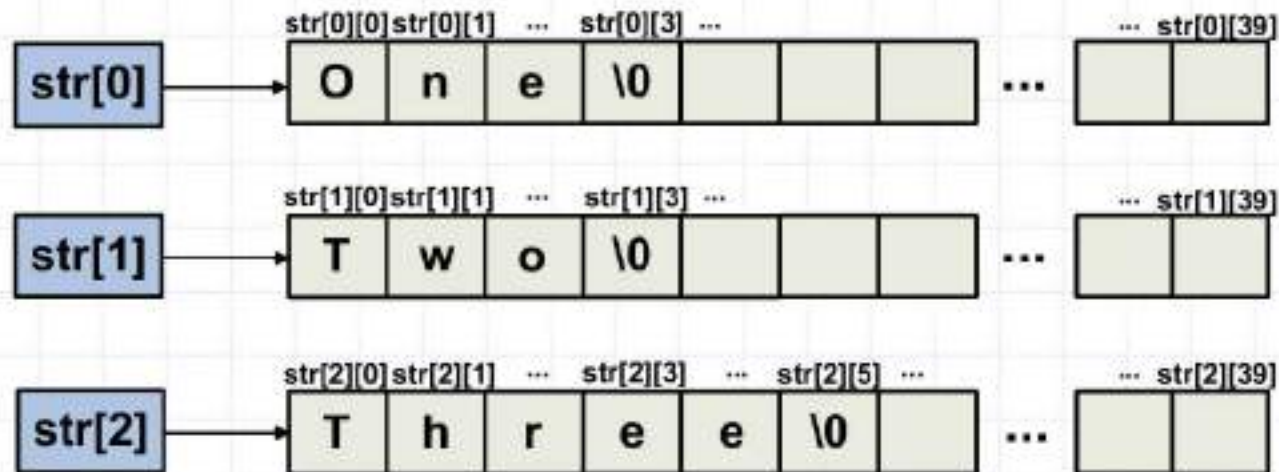 str[0][0] str[0][1] ... str[0][3] ... ... str[0][39]
str[0] O n e \0 ...
str[1][0] str[1][1] ... str[1][3] ... ... str[1][39]
str[1] T w o \0 ...
str[2][0] str[2][1] ... str[2][3] ... str[2][5] ... ... str[2][39]
str[2] T h r e e \0 ...